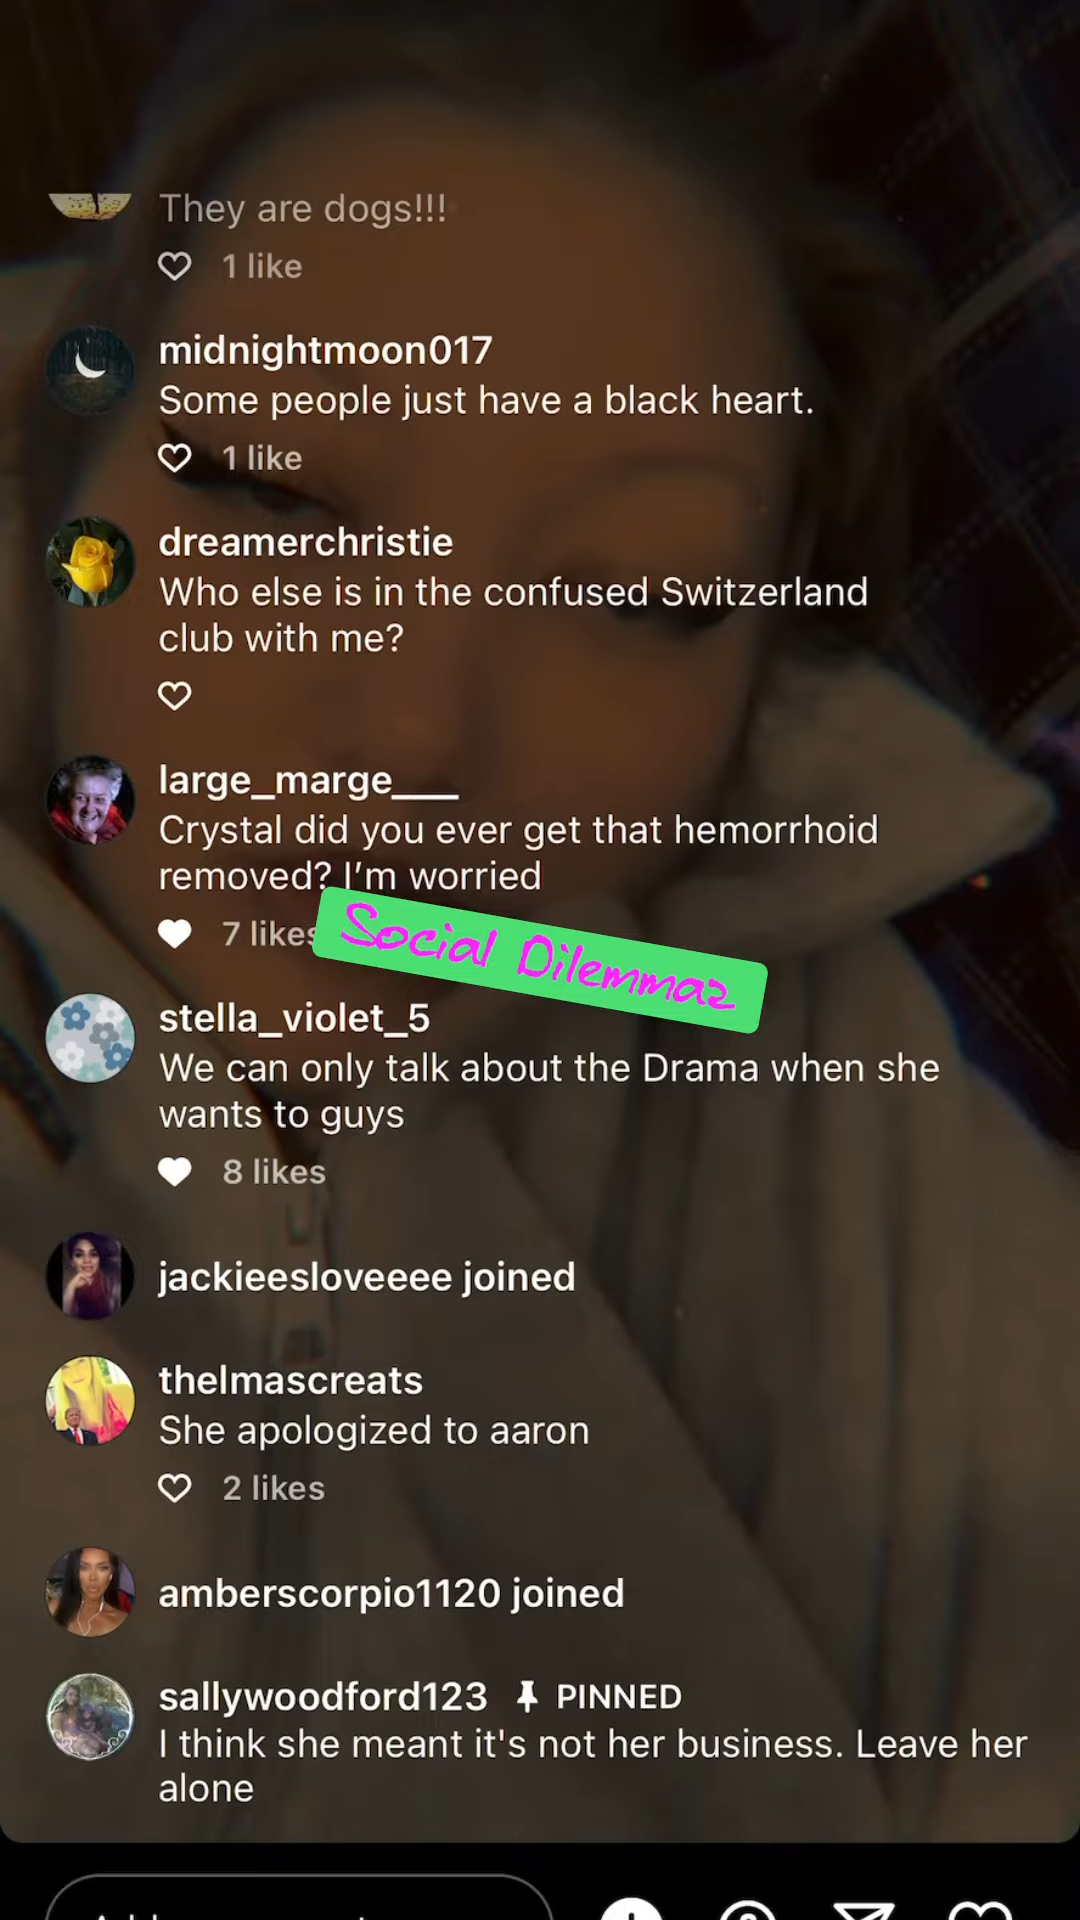 They are dogs!!!
1 like
midnightmoon017
Some people just have a black heart.
1 like
dreamerchristie
Who else is in the confused Switzerland
club with me?
large_marge___
Crystal did you ever get that hemorrhoid
removed? I'm worried
7 likes
Social Dilemmaz
stella_violet_5
We can only talk about the Drama when she
wants to guys
8 likes
jackieesloveeee joined
thelmascreats
She apologized to aaron
2 likes
amberscorpio1120 joined
sallywoodford123 PINNED
I think she meant it's not her business. Leave her
alone